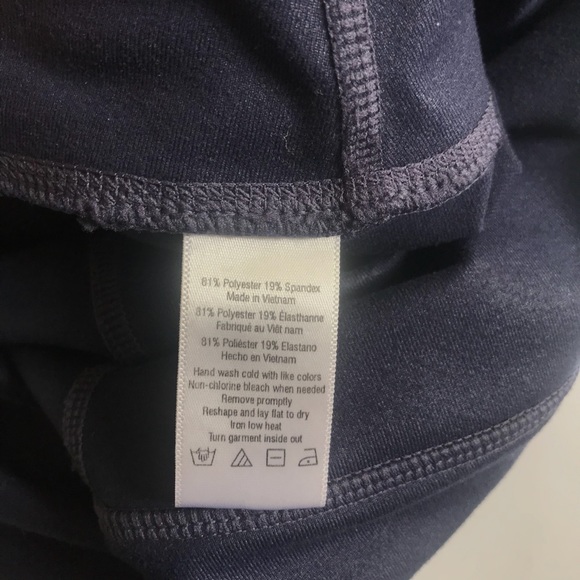 81% Polyester 19% Spandex
Made in Vietnam
81% Polyester 19% Élasthanne
Fabriqué au Viêt nam
81% Poliéster 19% Elastano
Hecho en Vietnam
Hand wash cold with like colors
Non-chlorine bleach when needed
Remove promptly
Reshape and lay flat to dry
Iron low heat
Turn garment inside out